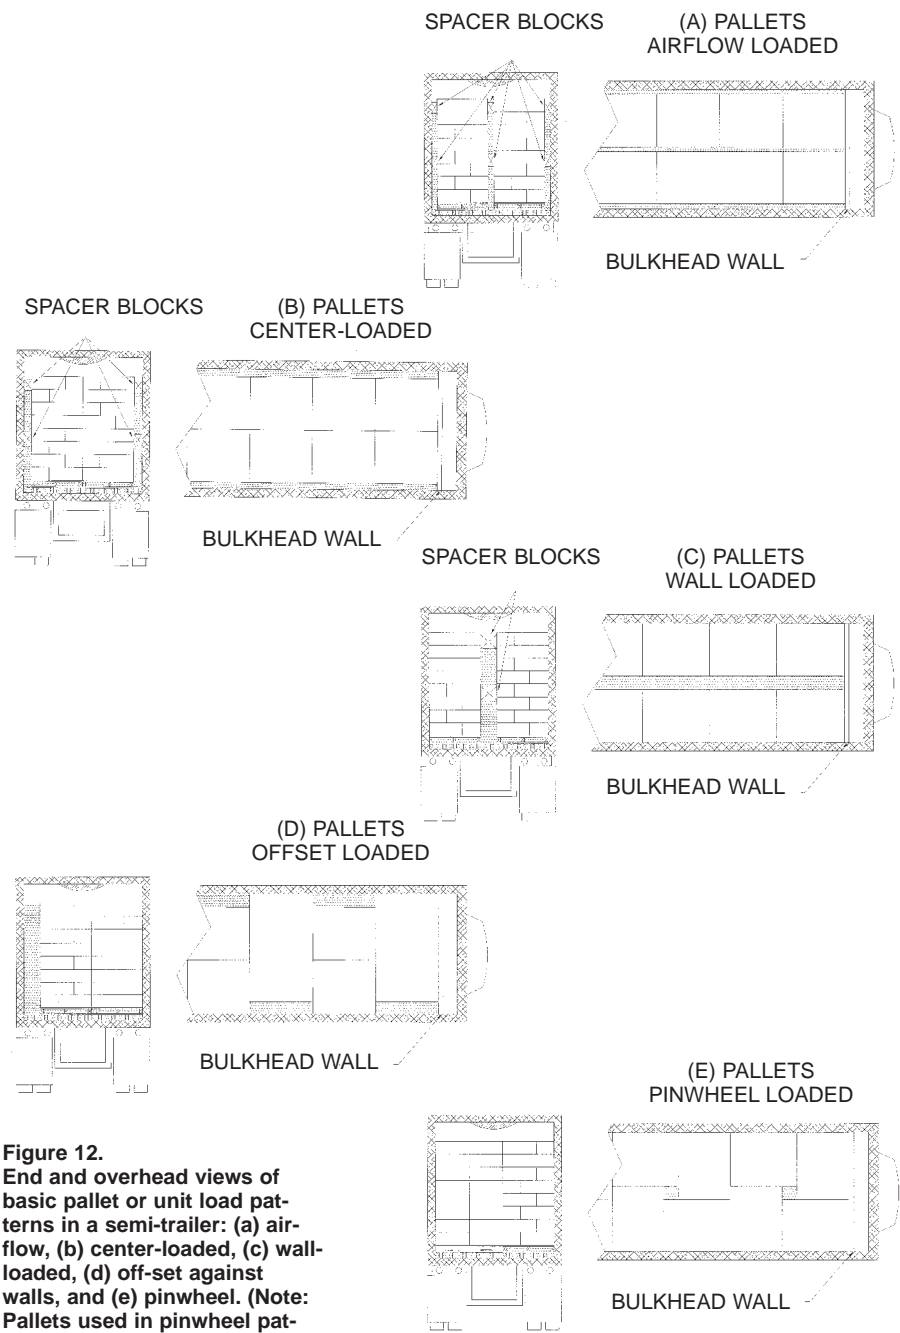 SPACER BLOCKS
(A) PALLETS
AIRFLOW LOADED
BULKHEAD WALL
SPACER BLOCKS
(B) PALLETS
CENTER-LOADED
BULKHEAD WALL
SPACER BLOCKS
(C) PALLETS
WALL LOADED
BULKHEAD WALL
(D) PALLETS
OFFSET LOADED
BULKHEAD WALL
(E) PALLETS
PINWHEEL LOADED
BULKHEAD WALL
Figure 12.
End and overhead views of
basic pallet or unit load pat-
terns in a semi-trailer: (a) air-
flow, (b) center-loaded, (c) wall-
loaded, (d) off-set against
walls, and (e) pinwheel. (Note:
Pallets used in pinwheel pat-